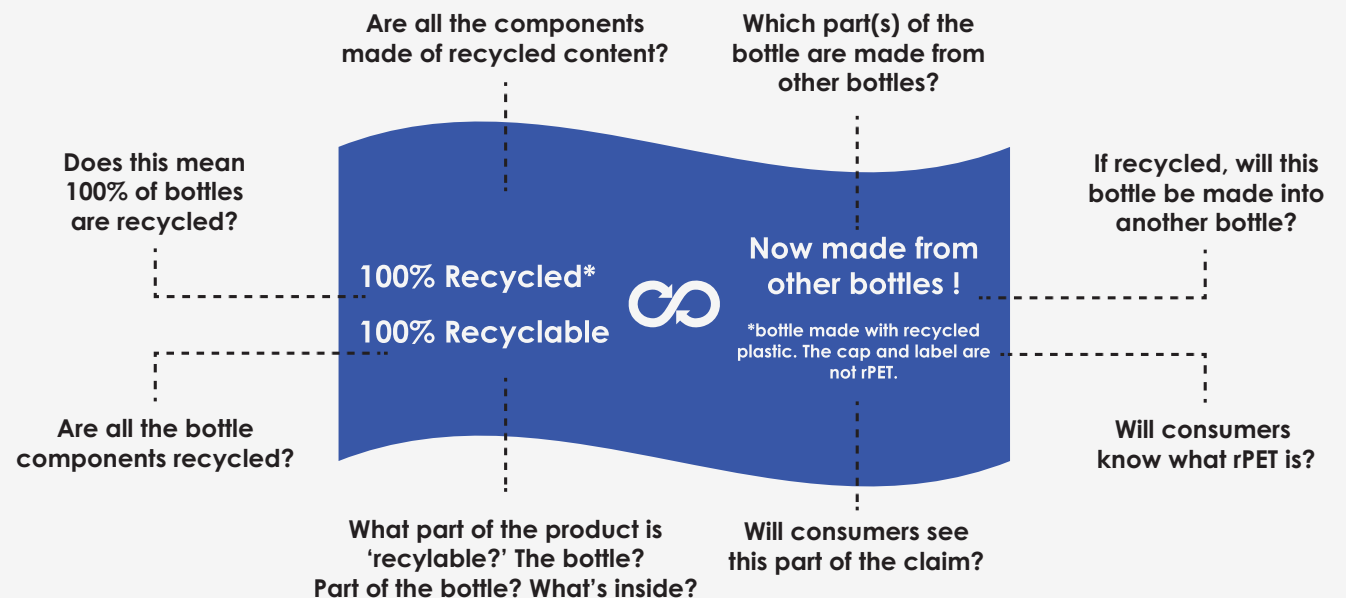 Are all the components
made of recycled content?
Which part(s) of the
bottle are made from
other bottles?
Does this mean
100% of bottles
are recycled?
If recycled, will this
bottle be made into
another bottle?
100% Recycled*
100% Recyclable
Now made from
other bottles !
*bottle made with recycled
plastic. The cap and label are
not rPET.
Are all the bottle
components recycled?
Will consumers
know what rPET is?
What part of the product is
‘recylable?’ The bottle?
Part of the bottle? What’s inside?
Will consumers see
this part of the claim?